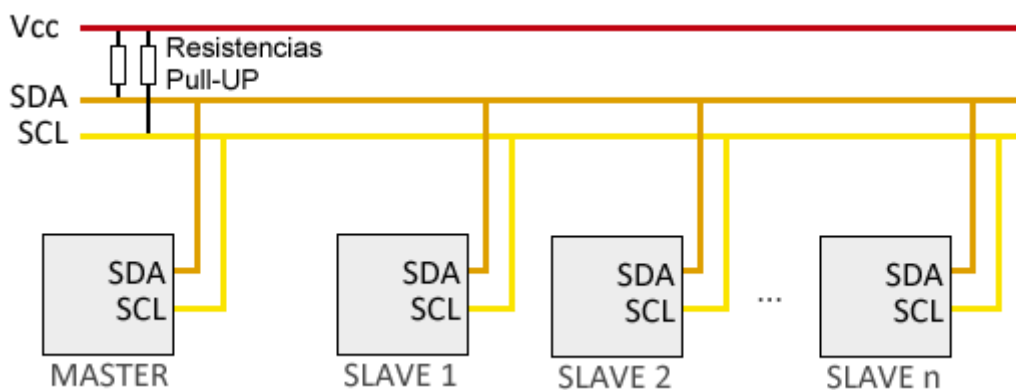 Vcc
Resistencias
Pull-UP
SDA
SCL
SDA
SCL
MASTER
SDA
SCL
SLAVE 1
SDA
SCL
SLAVE 2
...
SDA
SCL
SLAVE n